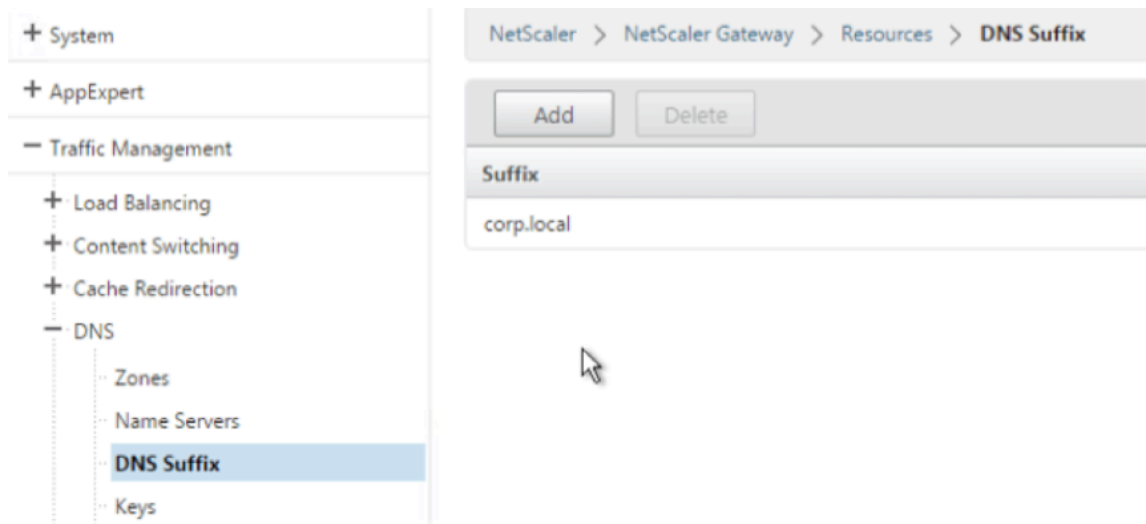 System
AppExpert
Traffic Management
Load Balancing
Content Switching
Cache Redirection
DNS
Zones
Name Servers
DNS Suffix
Keys
NetScaler > NetScaler Gateway > Resources > DNS Suffix
Add Delete
Suffix
corp.local